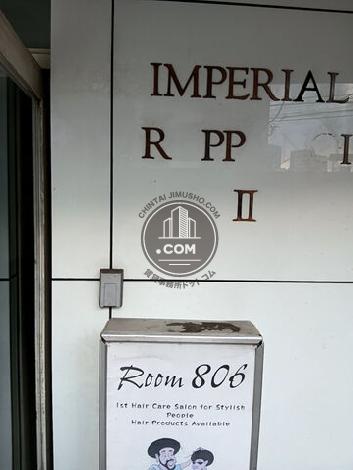 IMPERIAL
R PP I
II
CHINTAI JIMUSHO.COM
.COM
賃貸事務所ドットコム
Room 806
1st Hair Care Salon for Stylish
People
Hair Products Available